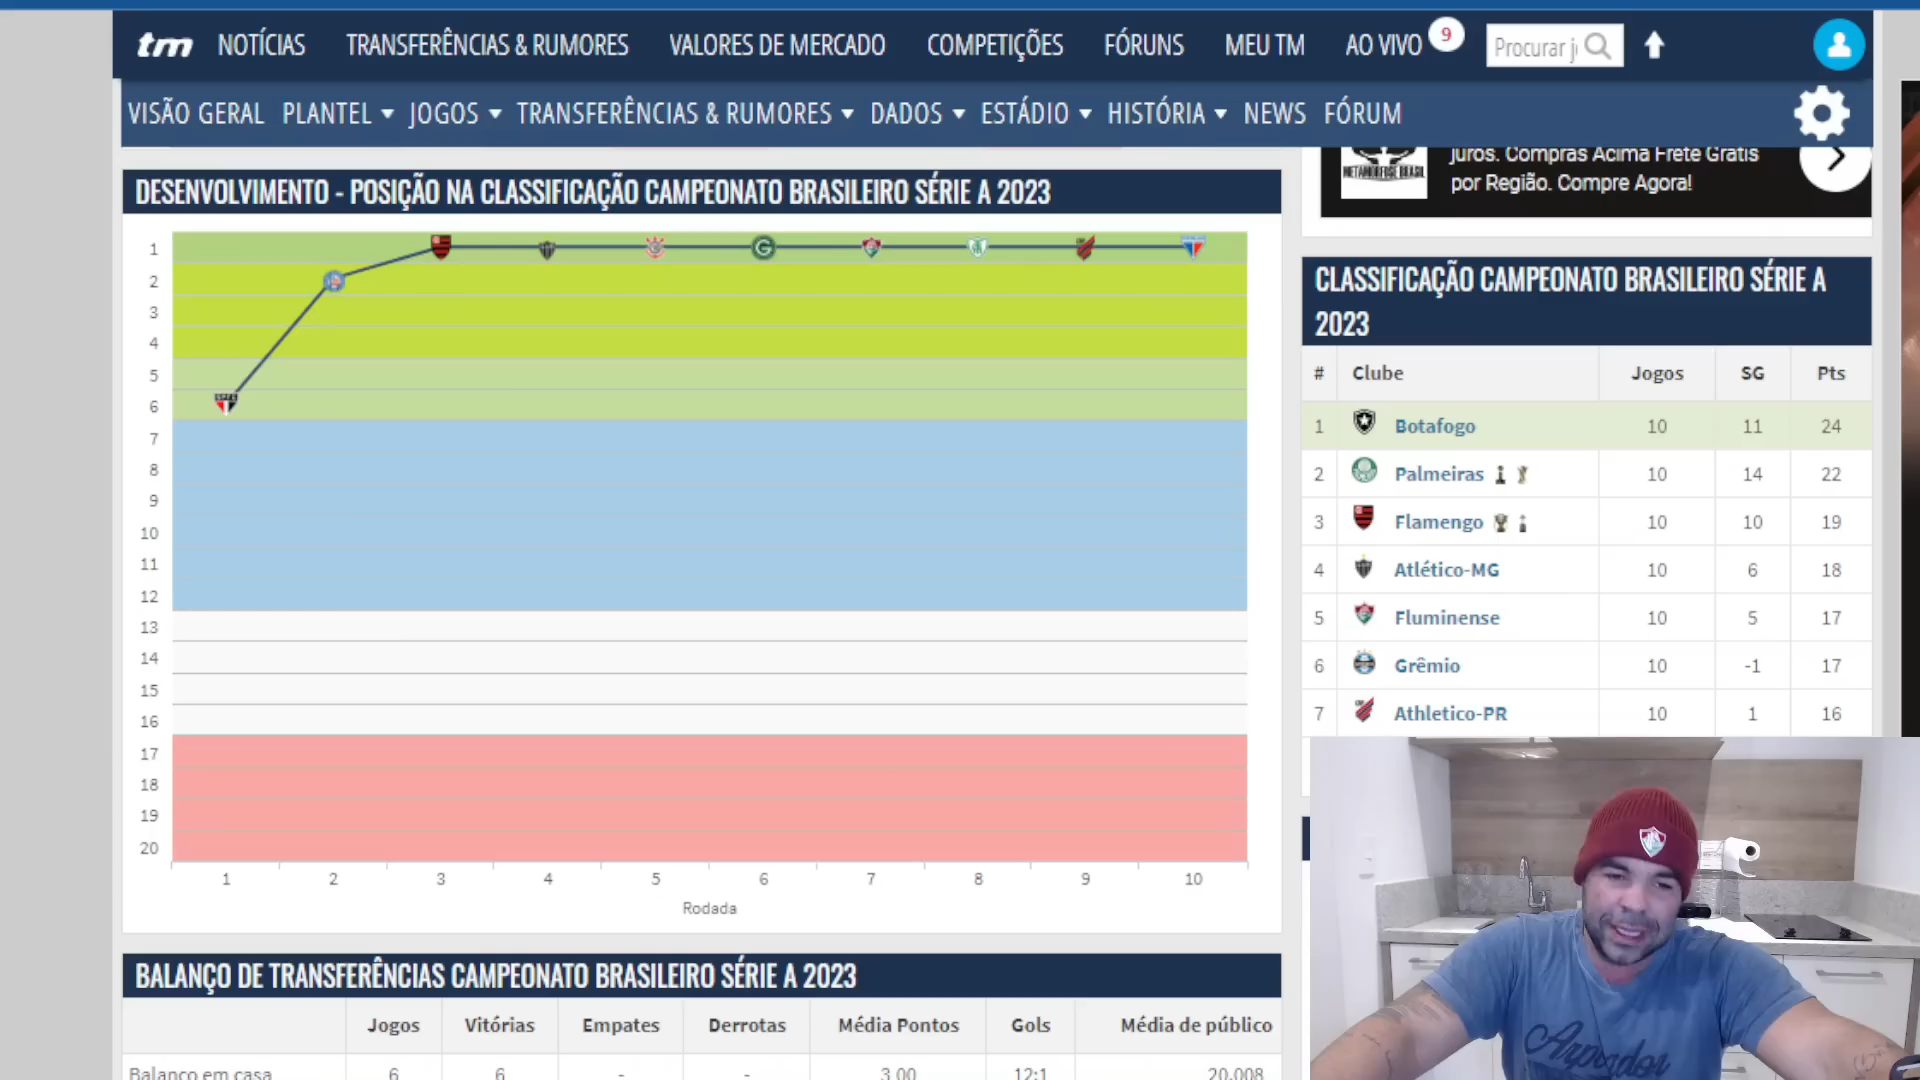 tm NOTÍCIAS TRANSFERÊNCIAS & RUMORES VALORES DE MERCADO COMPETIÇÕES FÓRUNS MEU TM AO VIVO 9 Procurar j
VISÃO GERAL PLANTEL JOGOS TRANSFERÊNCIAS & RUMORES DADOS ESTÁDIO HISTÓRIA NEWS FÓRUM
METAMORFOSE BRASIL
juros. Compras Acima Frete Grátis
por Região. Compre Agora!
DESENVOLVIMENTO - POSIÇÃO NA CLASSIFICAÇÃO CAMPEONATO BRASILEIRO SÉRIE A 2023
1
2
3
4
5
6
7
8
9
10
11
12
13
14
15
16
17
18
19
20
1 2 3 4 5 6 7 8 9 10
Rodada
CLASSIFICAÇÃO CAMPEONATO BRASILEIRO SÉRIE A
2023
# Clube Jogos SG Pts
1 Botafogo 10 11 24
2 Palmeiras 10 14 22
3 Flamengo 10 10 19
4 Atlético-MG 10 6 18
5 Fluminense 10 5 17
6 Grêmio 10 -1 17
7 Athletico-PR 10 1 16
BALANÇO DE TRANSFERÊNCIAS CAMPEONATO BRASILEIRO SÉRIE A 2023
Jogos Vitórias Empates Derrotas Média Pontos Gols Média de público
Balanço em casa 6 6 - - 3,00 12:1 20.008
Arpoador